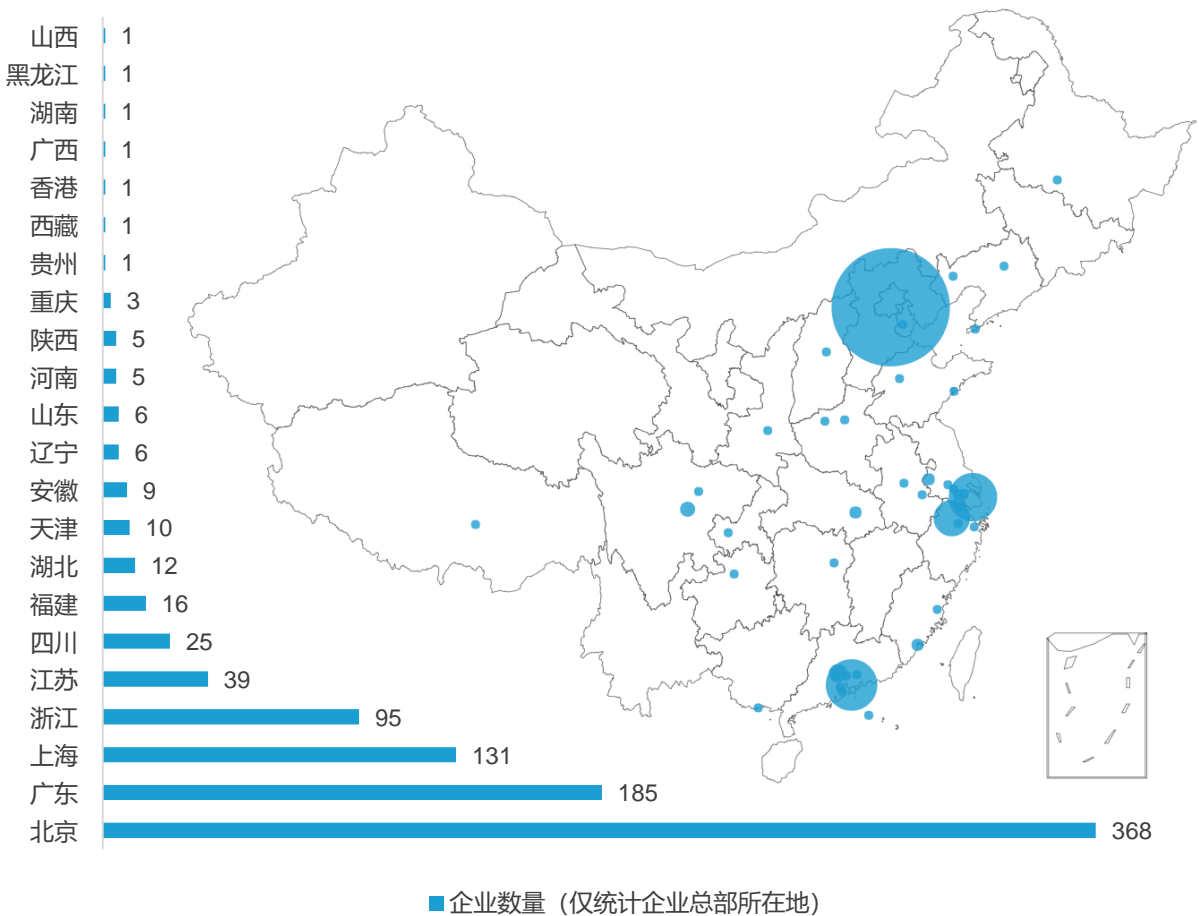 山西 1
黑龙江 1
湖南 1
广西 1
香港 1
西藏 1
贵州 1
重庆 3
陕西 5
河南 5
山东 6
辽宁 6
安徽 9
天津 10
湖北 12
福建 16
四川 25
江苏 39
浙江 95
上海 131
广东 185
北京 368
企业数量（仅统计企业总部所在地）